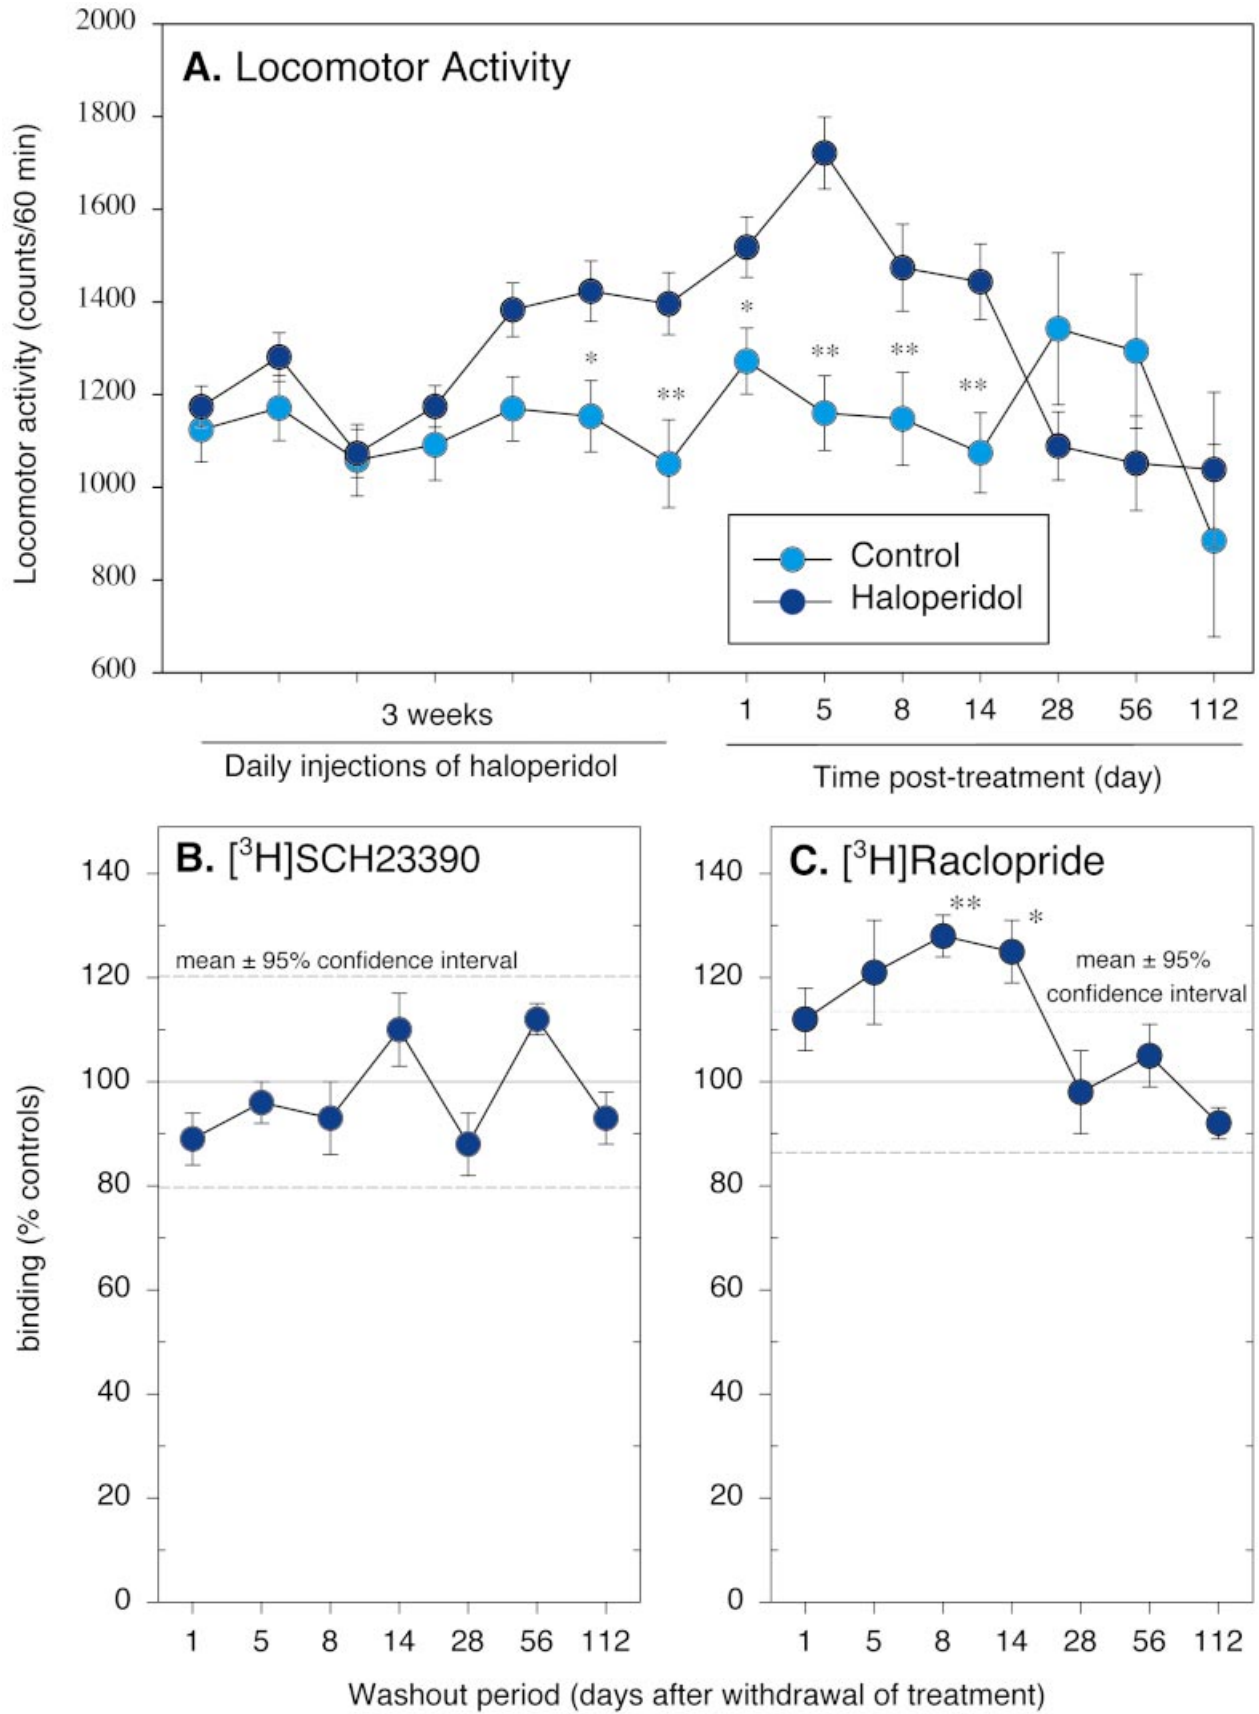 2000
A. Locomotor Activity
1800
1600
1400
1200
1000
800
600
Locomotor activity (counts/60 min)
* ** * ** ** **
Control
Haloperidol
3 weeks
1 5 8 14 28 56 112
Daily injections of haloperidol
Time post-treatment (day)
B. [³H]SCH23390
140
mean ± 95% confidence interval
120
100
80
60
40
20
0
1 5 8 14 28 56 112
binding (% controls)
C. [³H]Raclopride
140
** *
mean ± 95%
confidence interval
120
100
80
60
40
20
0
1 5 8 14 28 56 112
Washout period (days after withdrawal of treatment)